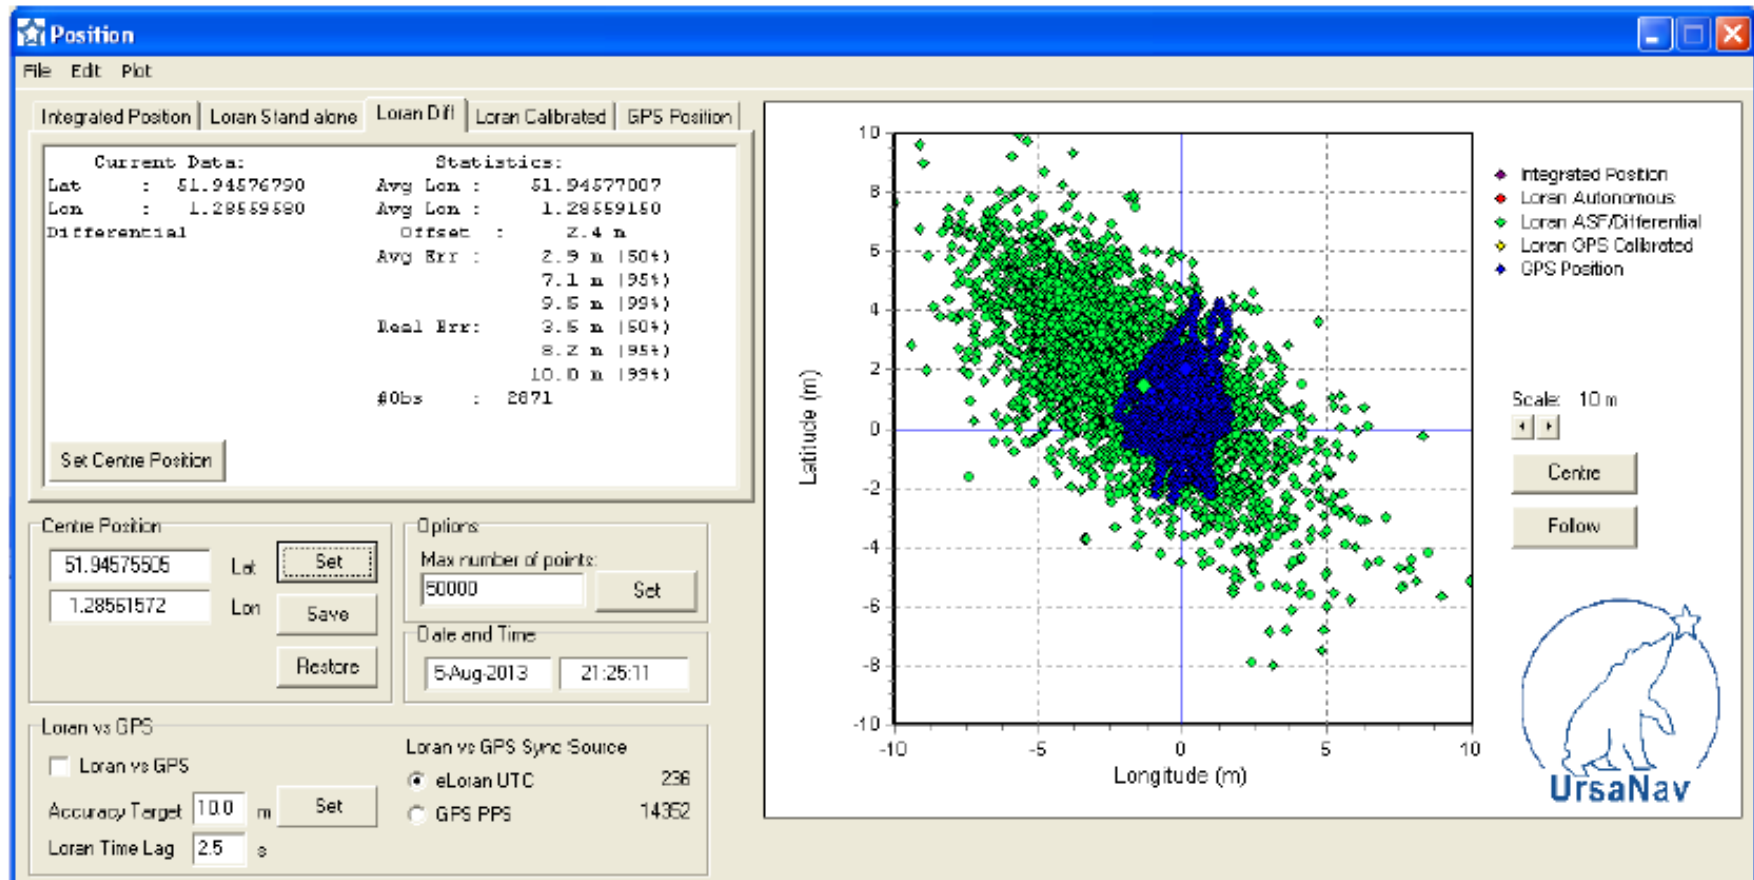 Position
File Edit Plot
Integrated Position Loran Stand alone Loran Diff Loran Calibrated GPS Position
Current Data: Statistics:
Lat : 51.94576790 Avg Lon : 51.94577007
Lon : 1.28559580 Avg Lon : 1.28559150
Differential Offset : 2.4 m
Avg Err : 2.9 m (50%)
7.1 m (95%)
9.5 m (99%)
Real Err: 3.5 m (50%)
8.2 m (95%)
10.0 m (99%)
#Obs : 2871
Set Centre Position
Centre Position
51.94575505 Lat Set
1.28561572 Lon Save
Restore
Options
Max number of points:
50000 Set
Date and Time
5-Aug-2013 21:25:11
Loran vs GPS
Loran vs GPS
Accuracy Target 10.0 m Set
Loran Time Lag 2.5 s
Loran vs GPS Sync Source
eLoran UTC 236
GPS PPS 14352
10
8
6
4
2
0
-2
-4
-6
-8
-10
-10 -5 0 5 10
Latitude (m)
Longitude (m)
Integrated Position
Loran Autonomous
Loran ASF/Differential
Loran GPS Calibrated
GPS Position
Scale: 10 m
Centre
Follow
UrsaNav